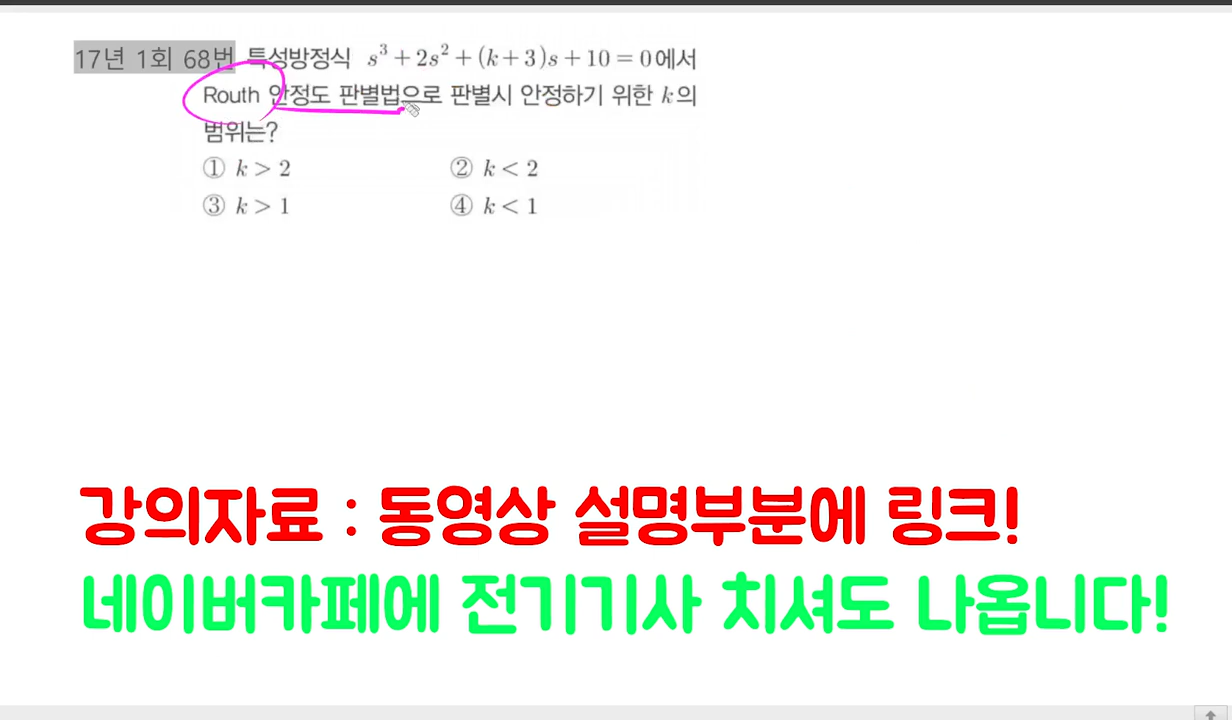 17년 1회 68번 특성방정식 s³ + 2s² + (k + 3)s + 10 = 0에서
Routh 안정도 판별법으로 판별시 안정하기 위한 k의
범위는?
① k > 2 ② k < 2
③ k > 1 ④ k < 1
강의자료 : 동영상 설명부분에 링크!
네이버카페에 전기기사 치셔도 나옵니다!